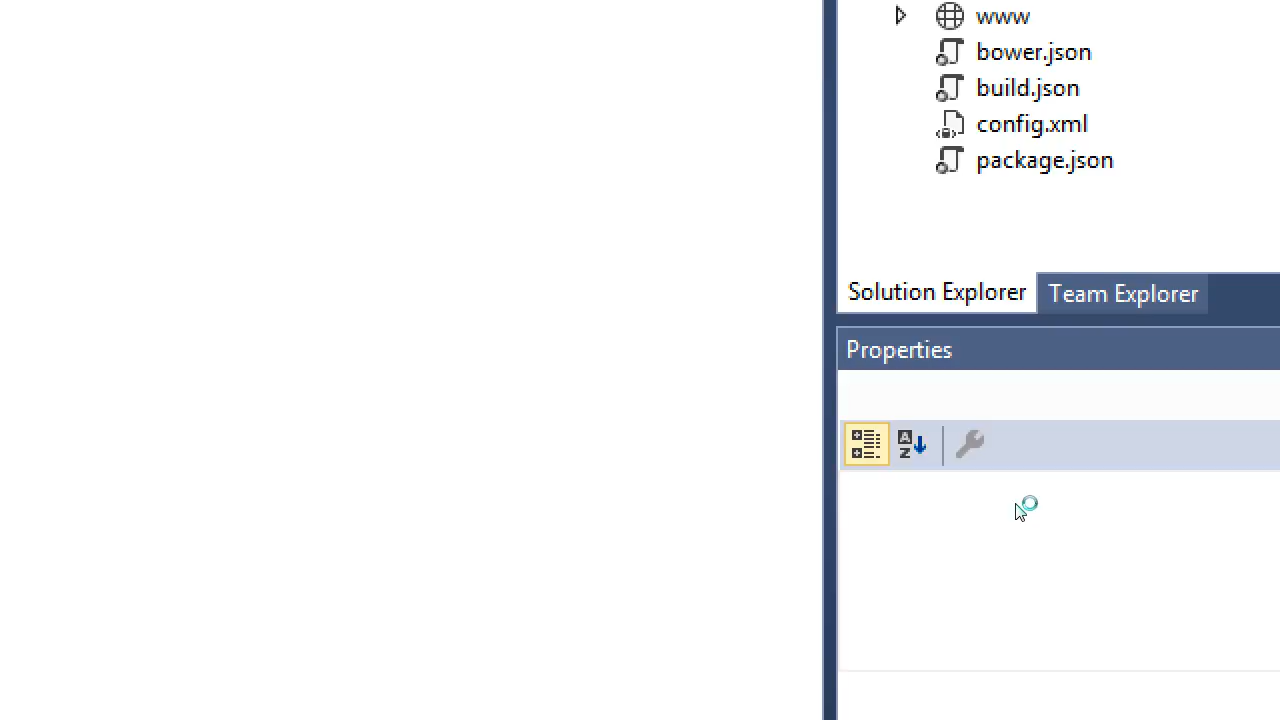 www
bower.json
build.json
config.xml
package.json
Solution Explorer
Team Explorer
Properties